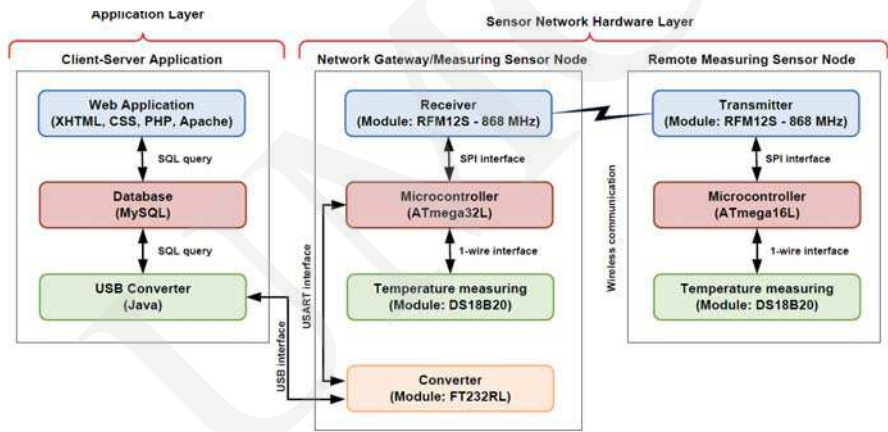 Application Layer
Sensor Network Hardware Layer
Client-Server Application
Network Gateway/Measuring Sensor Node
Remote Measuring Sensor Node
Web Application
(XHTML, CSS, PHP, Apache)
SQL query
Database
(MySQL)
SQL query
USB Converter
(Java)
USB interface
USART interface
Receiver
(Module: RFM12S - 868 MHz)
SPI interface
Microcontroller
(ATmega32L)
1-wire interface
Temperature measuring
(Module: DS18B20)
Converter
(Module: FT232RL)
Wireless communication
Transmitter
(Module: RFM12S - 868 MHz)
SPI interface
Microcontroller
(ATmega16L)
1-wire interface
Temperature measuring
(Module: DS18B20)